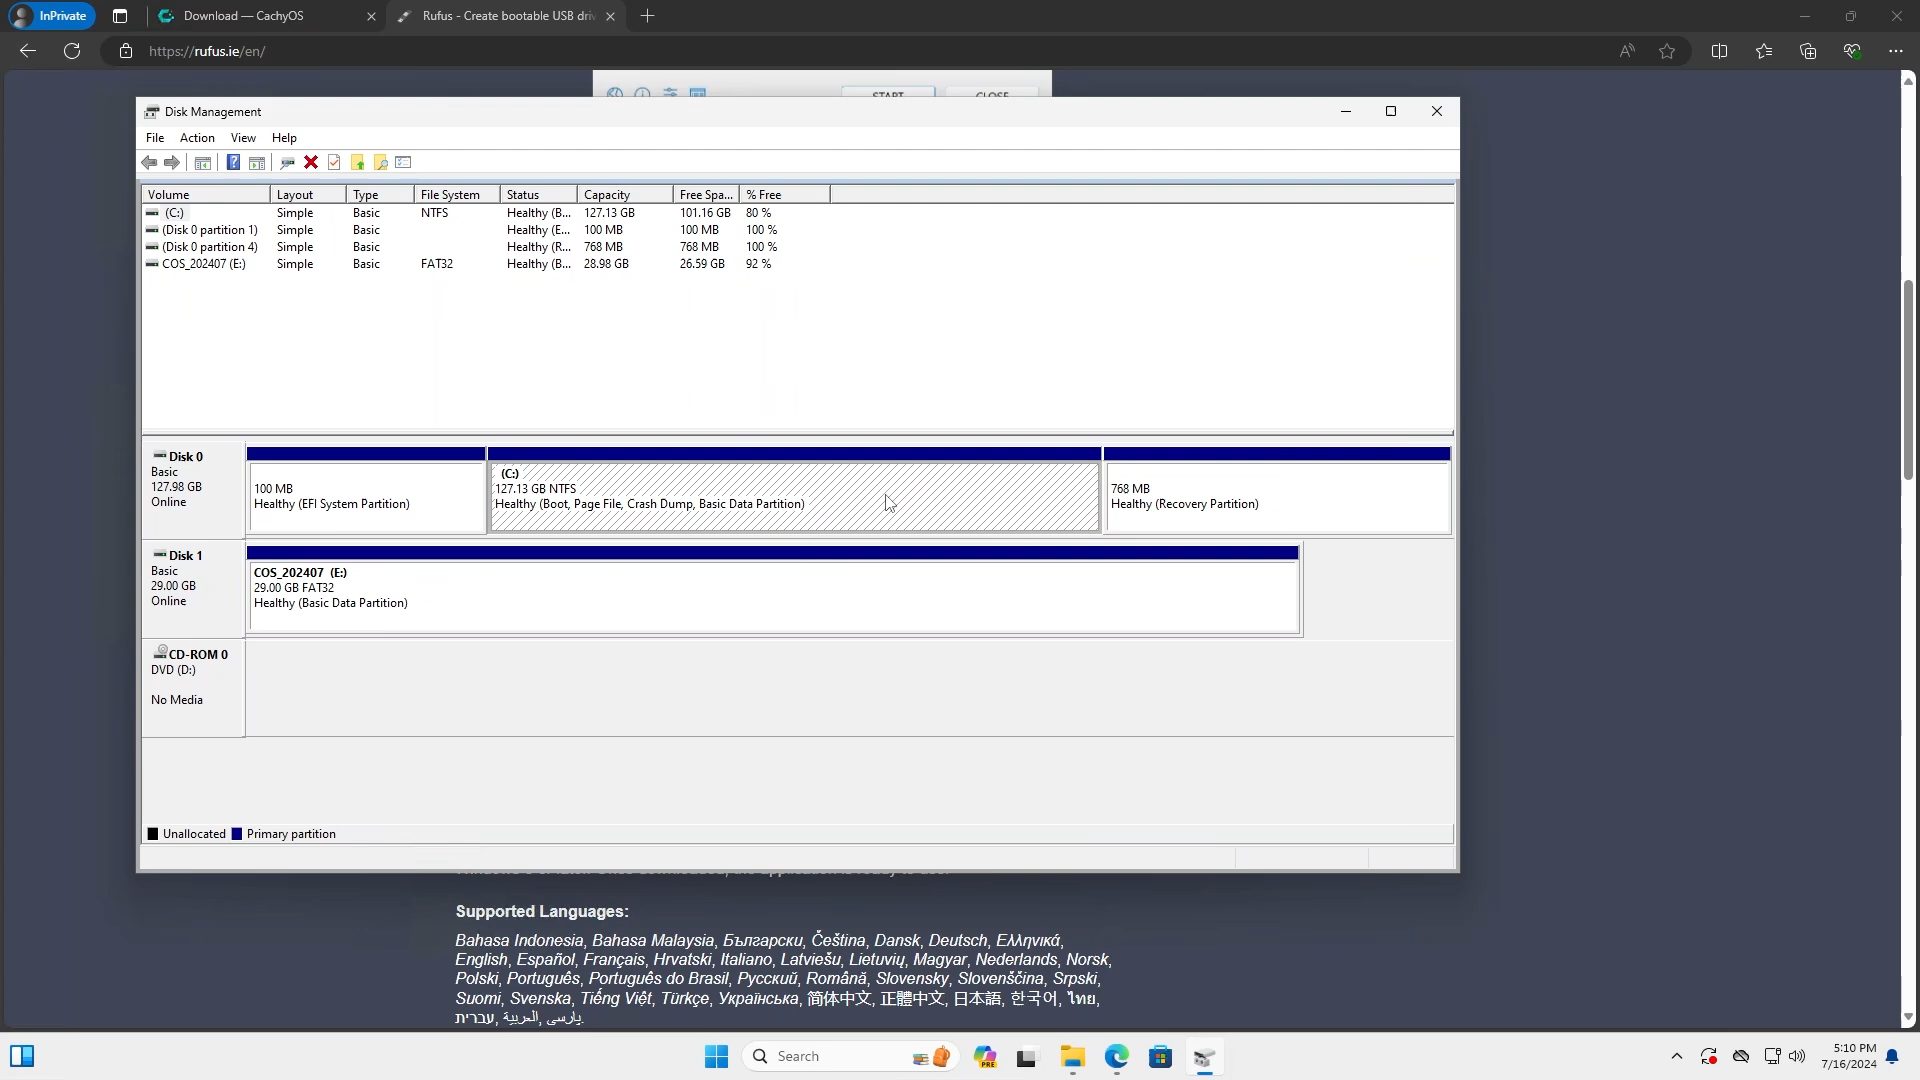 InPrivate
Download — CachyOS
Rufus - Create bootable USB driv
https://rufus.ie/en/
START
CLOSE
Disk Management
File Action View Help
Volume Layout Type File System Status Capacity Free Spa... % Free
(C:) Simple Basic NTFS Healthy (B... 127.13 GB 101.16 GB 80 %
(Disk 0 partition 1) Simple Basic Healthy (E... 100 MB 100 MB 100 %
(Disk 0 partition 4) Simple Basic Healthy (R... 768 MB 768 MB 100 %
COS_202407 (E:) Simple Basic FAT32 Healthy (B... 28.98 GB 26.59 GB 92 %
Disk 0
Basic
127.98 GB
Online
100 MB
Healthy (EFI System Partition)
(C:)
127.13 GB NTFS
Healthy (Boot, Page File, Crash Dump, Basic Data Partition)
768 MB
Healthy (Recovery Partition)
Disk 1
Basic
29.00 GB
Online
COS_202407 (E:)
29.00 GB FAT32
Healthy (Basic Data Partition)
CD-ROM 0
DVD (D:)
No Media
Unallocated Primary partition
Supported Languages:
Bahasa Indonesia, Bahasa Malaysia, Български, Čeština, Dansk, Deutsch, Ελληνικά,
English, Español, Français, Hrvatski, Italiano, Latviešu, Lietuvių, Magyar, Nederlands, Norsk,
Polski, Português, Português do Brasil, Русский, Română, Slovensky, Slovenščina, Srpski,
Suomi, Svenska, Tiếng Việt, Türkçe, Українська, 简体中文, 正體中文, 日本語, 한국어, ไทย,
עברית, العربية, پارسی.
Search
PRE
5:10 PM
7/16/2024